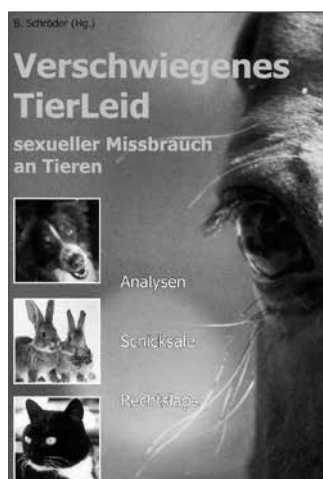 B. Schröder (Hg.)
Verschwiegenes
TierLeid
sexueller Missbrauch
an Tieren
Analysen
Schicksale
Rechtslage